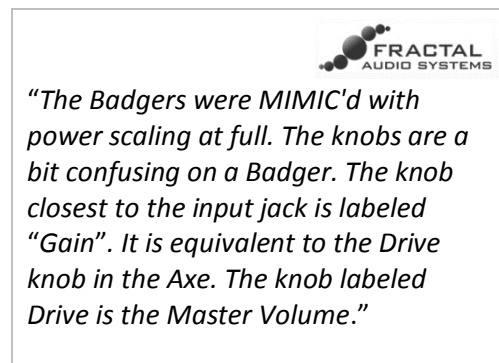 FRACTAL
AUDIO SYSTEMS
“The Badgers were MIMIC'd with
power scaling at full. The knobs are a
bit confusing on a Badger. The knob
closest to the input jack is labeled
“Gain”. It is equivalent to the Drive
knob in the Axe. The knob labeled
Drive is the Master Volume.”